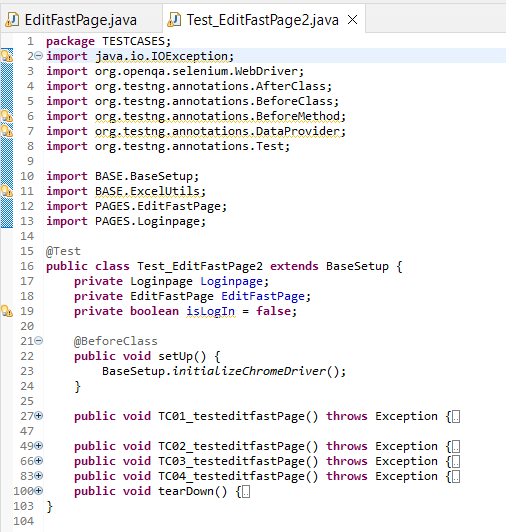 EditFastPage.java
Test_EditFastPage2.java
1 package TESTCASES;
2 import java.io.IOException;
3 import org.openqa.selenium.WebDriver;
4 import org.testng.annotations.AfterClass;
5 import org.testng.annotations.BeforeClass;
6 import org.testng.annotations.BeforeMethod;
7 import org.testng.annotations.DataProvider;
8 import org.testng.annotations.Test;
9
10 import BASE.BaseSetup;
11 import BASE.ExcelUtils;
12 import PAGES.EditFastPage;
13 import PAGES.Loginpage;
14
15 @Test
16 public class Test_EditFastPage2 extends BaseSetup {
17 private Loginpage Loginpage;
18 private EditFastPage EditFastPage;
19 private boolean isLogIn = false;
20
21 @BeforeClass
22 public void setUp() {
23 BaseSetup.initializeChromeDriver();
24 }
25
27 public void TC01_testeditfastPage() throws Exception {
47
49 public void TC02_testeditfastPage() throws Exception {
66 public void TC03_testeditfastPage() throws Exception {
83 public void TC04_testeditfastPage() throws Exception {
100 public void tearDown() {
103 }
104